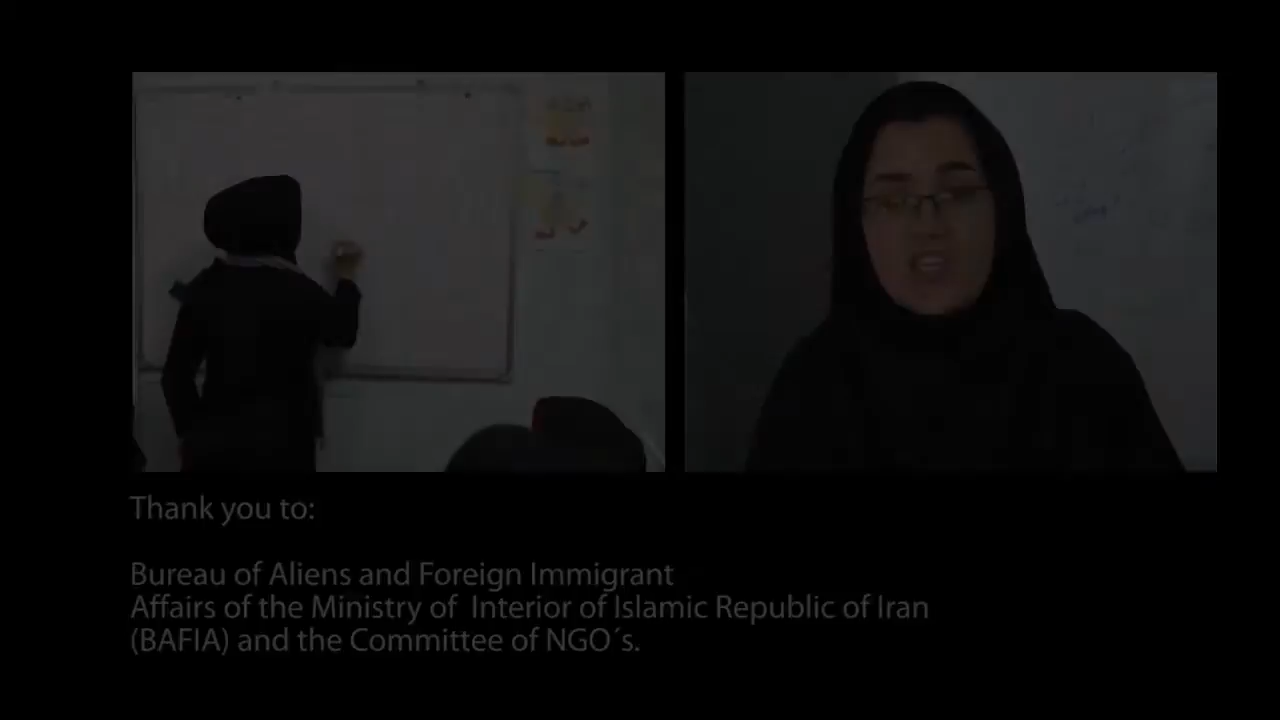 Thank you to:
Bureau of Aliens and Foreign Immigrant
Affairs of the Ministry of Interior of Islamic Republic of Iran
(BAFIA) and the Committee of NGO´s.